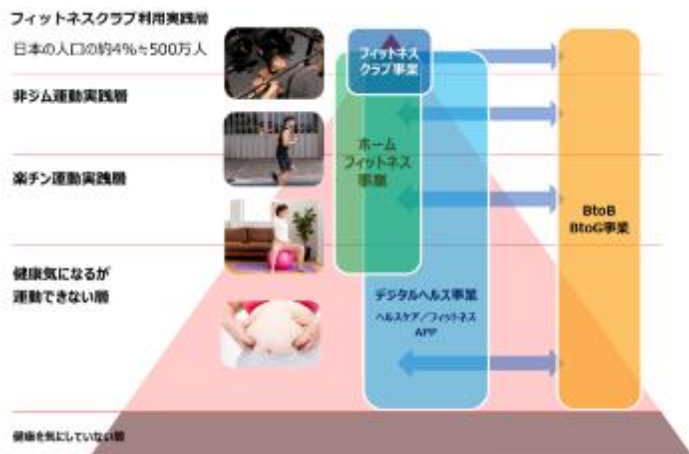 フィットネスクラブ利用実践層
日本の人口の約4%≒500万人
非ジム運動実践層
楽チン運動実践層
健康気になるが
運動できない層
健康を気にしていない層
フィットネス
クラブ事業
ホーム
フィットネス
事業
デジタルヘルス事業
ヘルスケア／フィットネス
APP
BtoB
BtoG事業